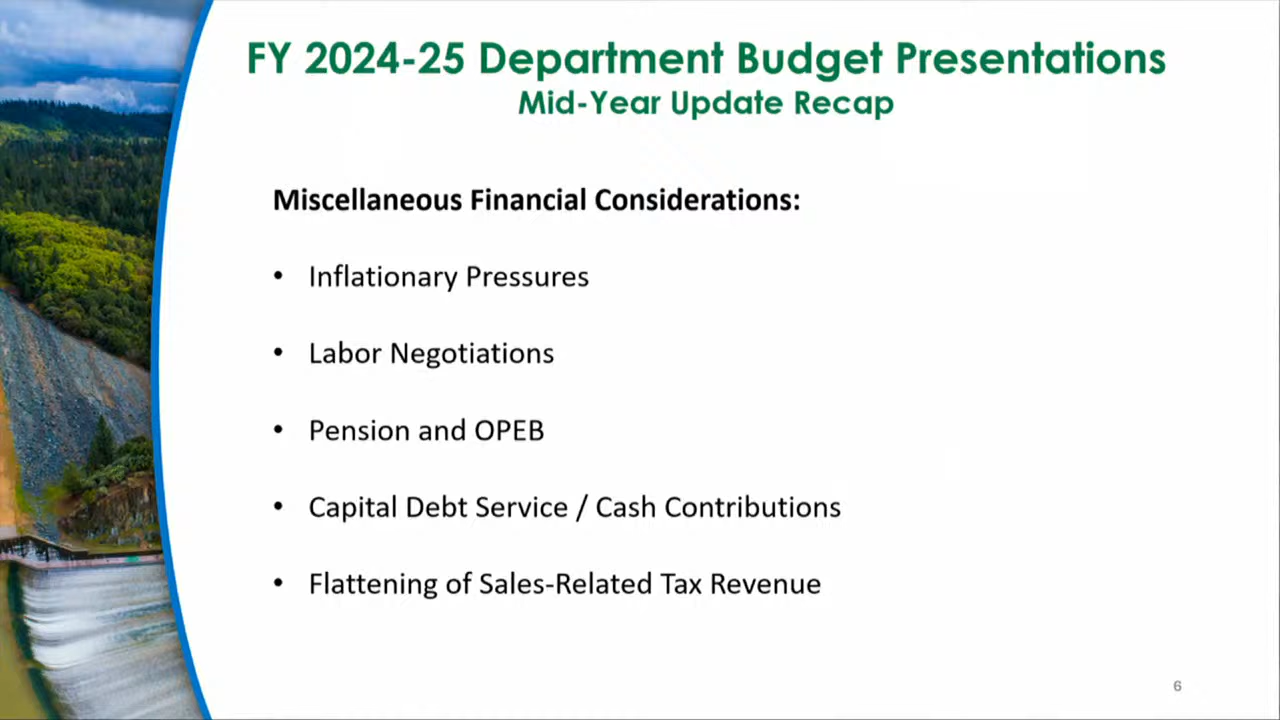 FY 2024-25 Department Budget Presentations
Mid-Year Update Recap
Miscellaneous Financial Considerations:
• Inflationary Pressures
• Labor Negotiations
• Pension and OPEB
• Capital Debt Service / Cash Contributions
• Flattening of Sales-Related Tax Revenue
6